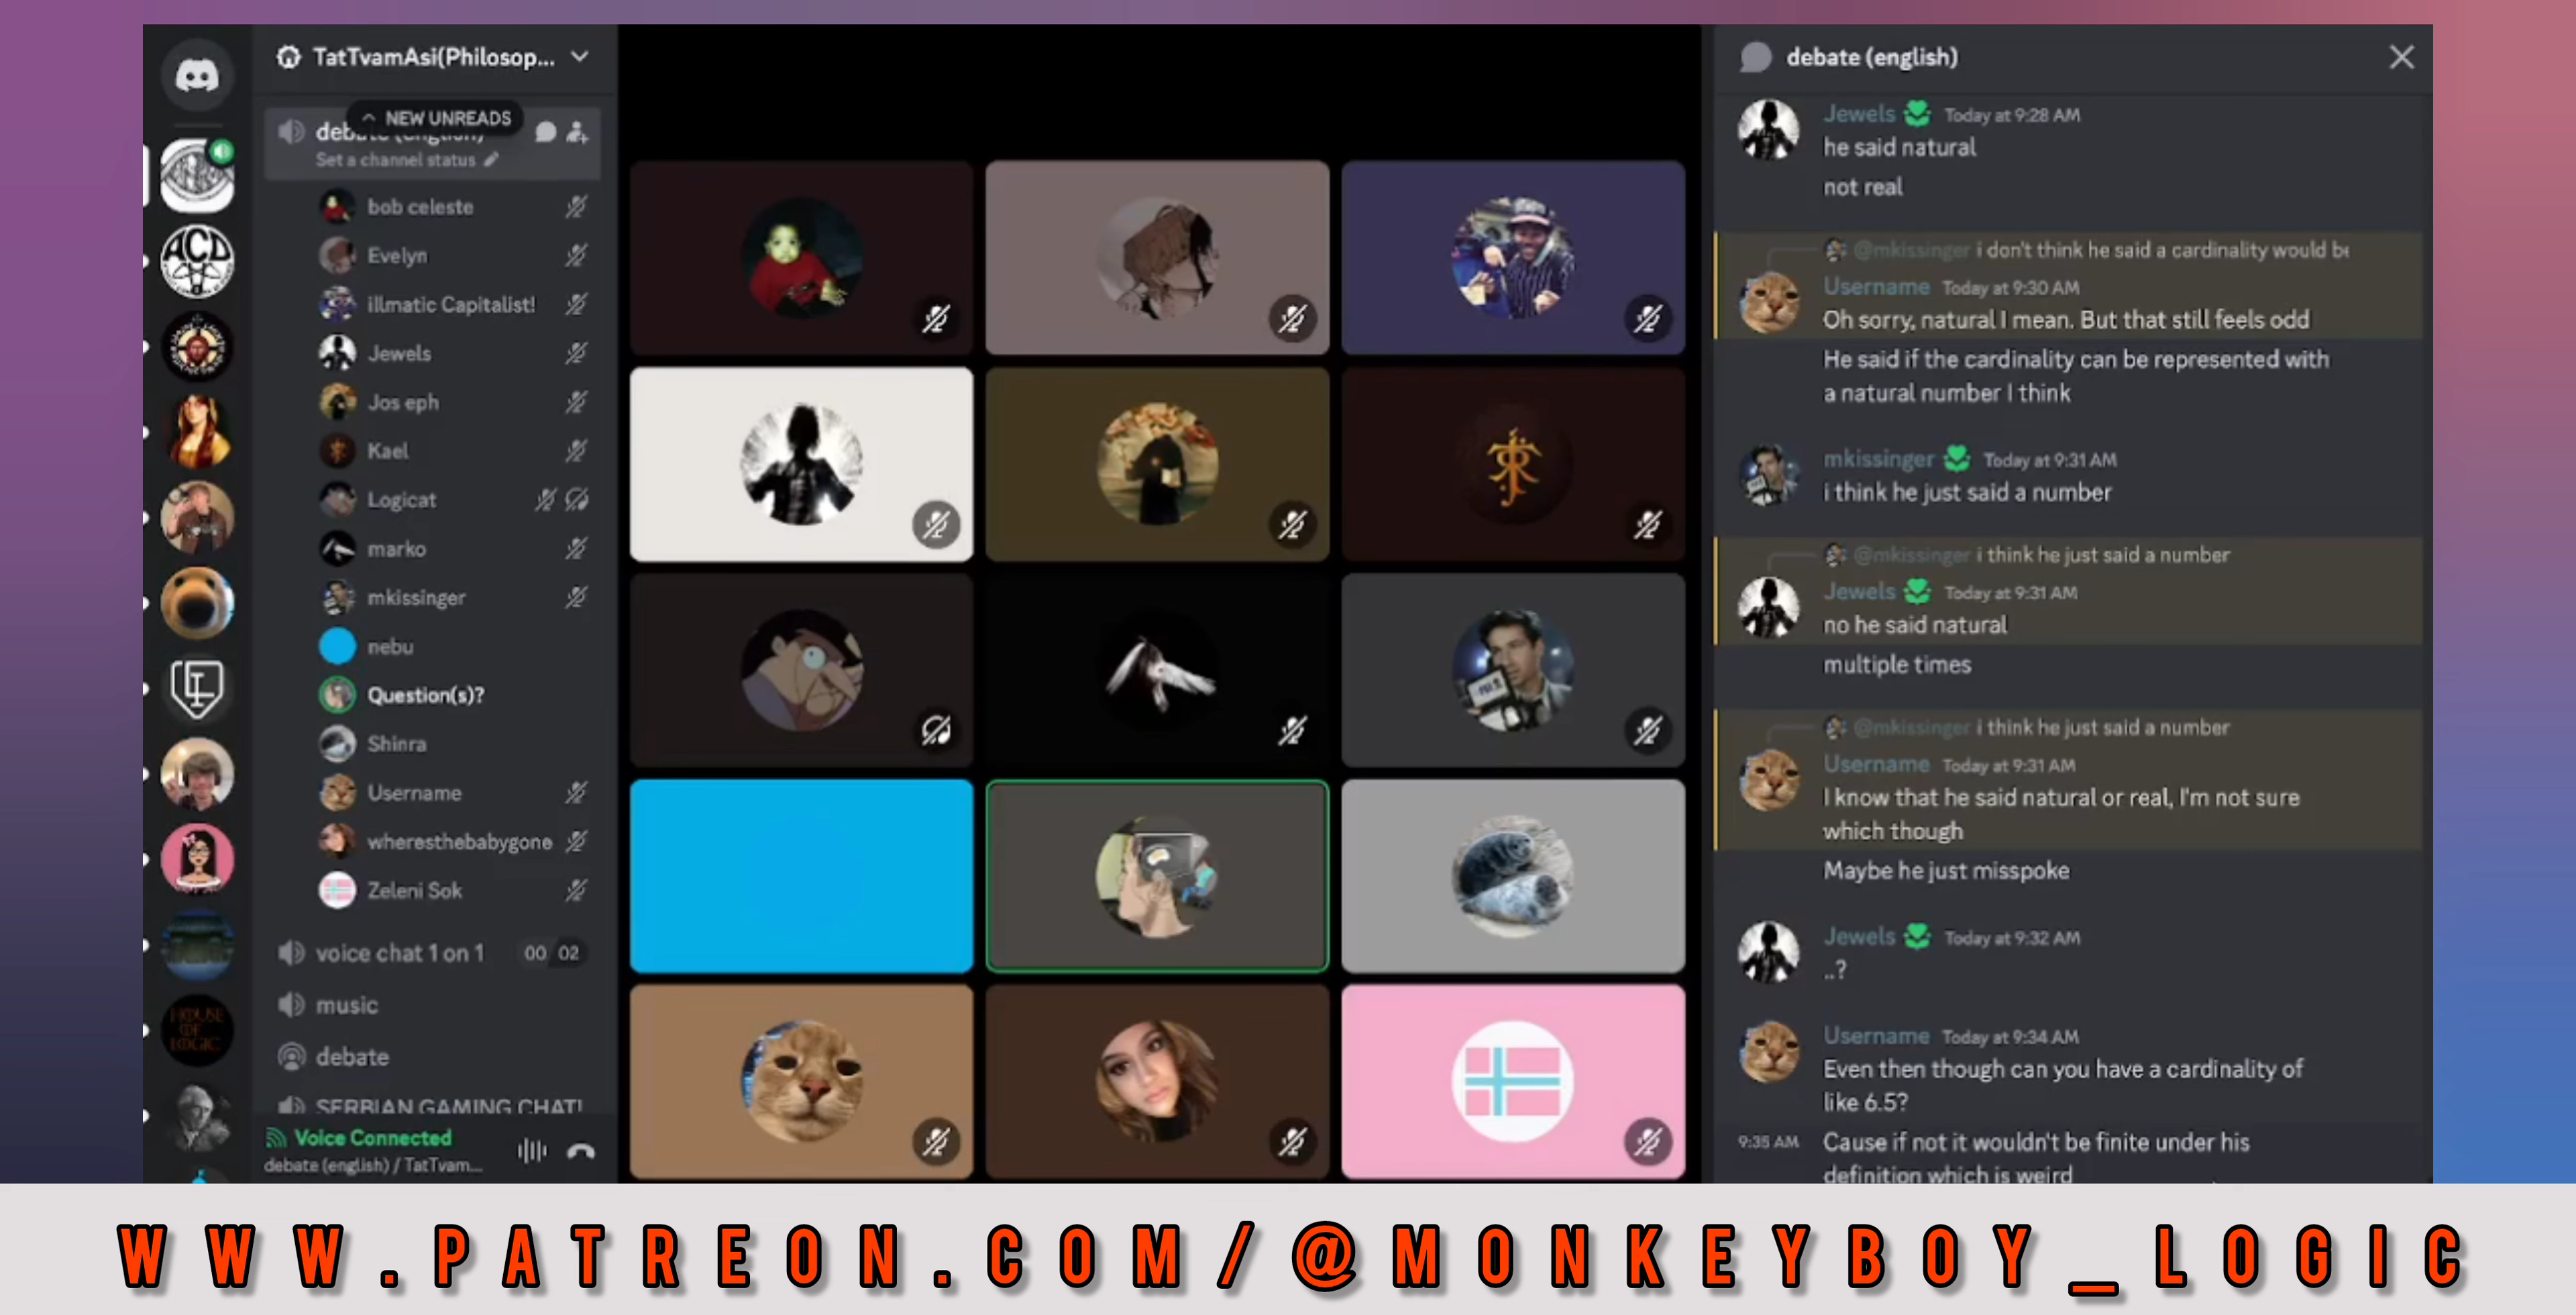 TatTvamAsi(Philosop...
NEW UNREADS
Set a channel status
bob celeste
Evelyn
illmatic Capitalist!
Jewels
Jos eph
Kael
Logicat
marko
mkissinger
nebu
Question(s)?
Shinra
Username
wheresthebabygone
Zeleni Sok
voice chat 1 on 1 00 02
music
debate
SERBIAN GAMING CHAT!
Voice Connected
debate (english) / TatTvam...
ACD
HOUSE
OF
LOGIC
debate (english)
Jewels Today at 9:28 AM
he said natural
not real
@mkissinger i don't think he said a cardinality would be
Username Today at 9:30 AM
Oh sorry, natural I mean. But that still feels odd
He said if the cardinality can be represented with
a natural number I think
mkissinger Today at 9:31 AM
i think he just said a number
@mkissinger i think he just said a number
Jewels Today at 9:31 AM
no he said natural
multiple times
@mkissinger i think he just said a number
Username Today at 9:31 AM
I know that he said natural or real, I'm not sure
which though
Maybe he just misspoke
Jewels Today at 9:32 AM
..?
Username Today at 9:34 AM
Even then though can you have a cardinality of
like 6.5?
9:35 AM Cause if not it wouldn't be finite under his
definition which is weird
WWW.PATREON.COM/@MONKEYBOY_LOGIC